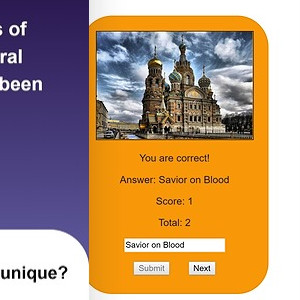 s of
ral
been
unique?
You are correct!
Answer: Savior on Blood
Score: 1
Total: 2
Savior on Blood
Submit Next